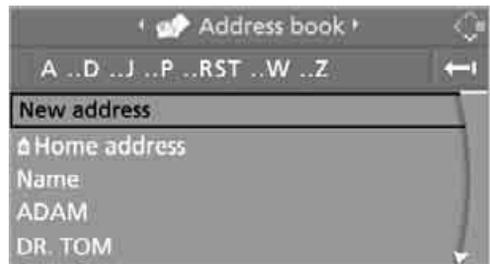 Address book
A ..D ..J ..P ..RST ..W ..Z
New address
Home address
Name
ADAM
DR. TOM